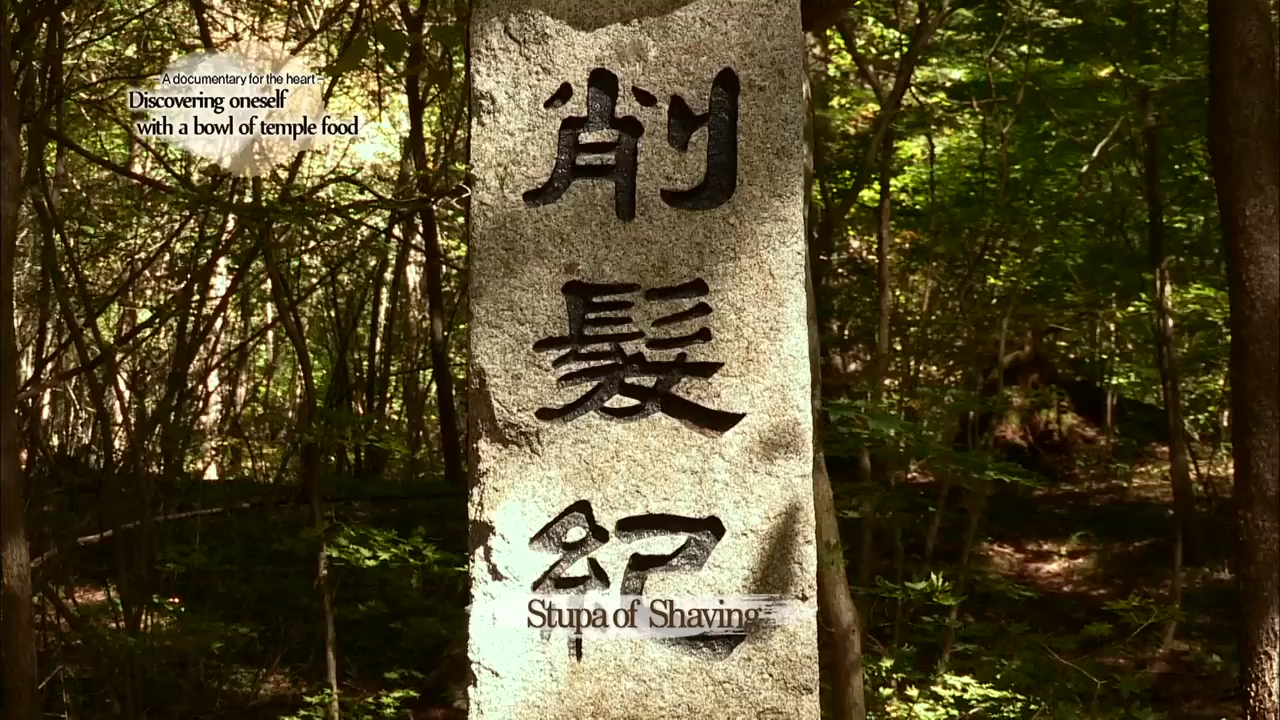 A documentary for the heart –
Discovering oneself
with a bowl of temple food
削
髮
紀
Stupa of Shaving